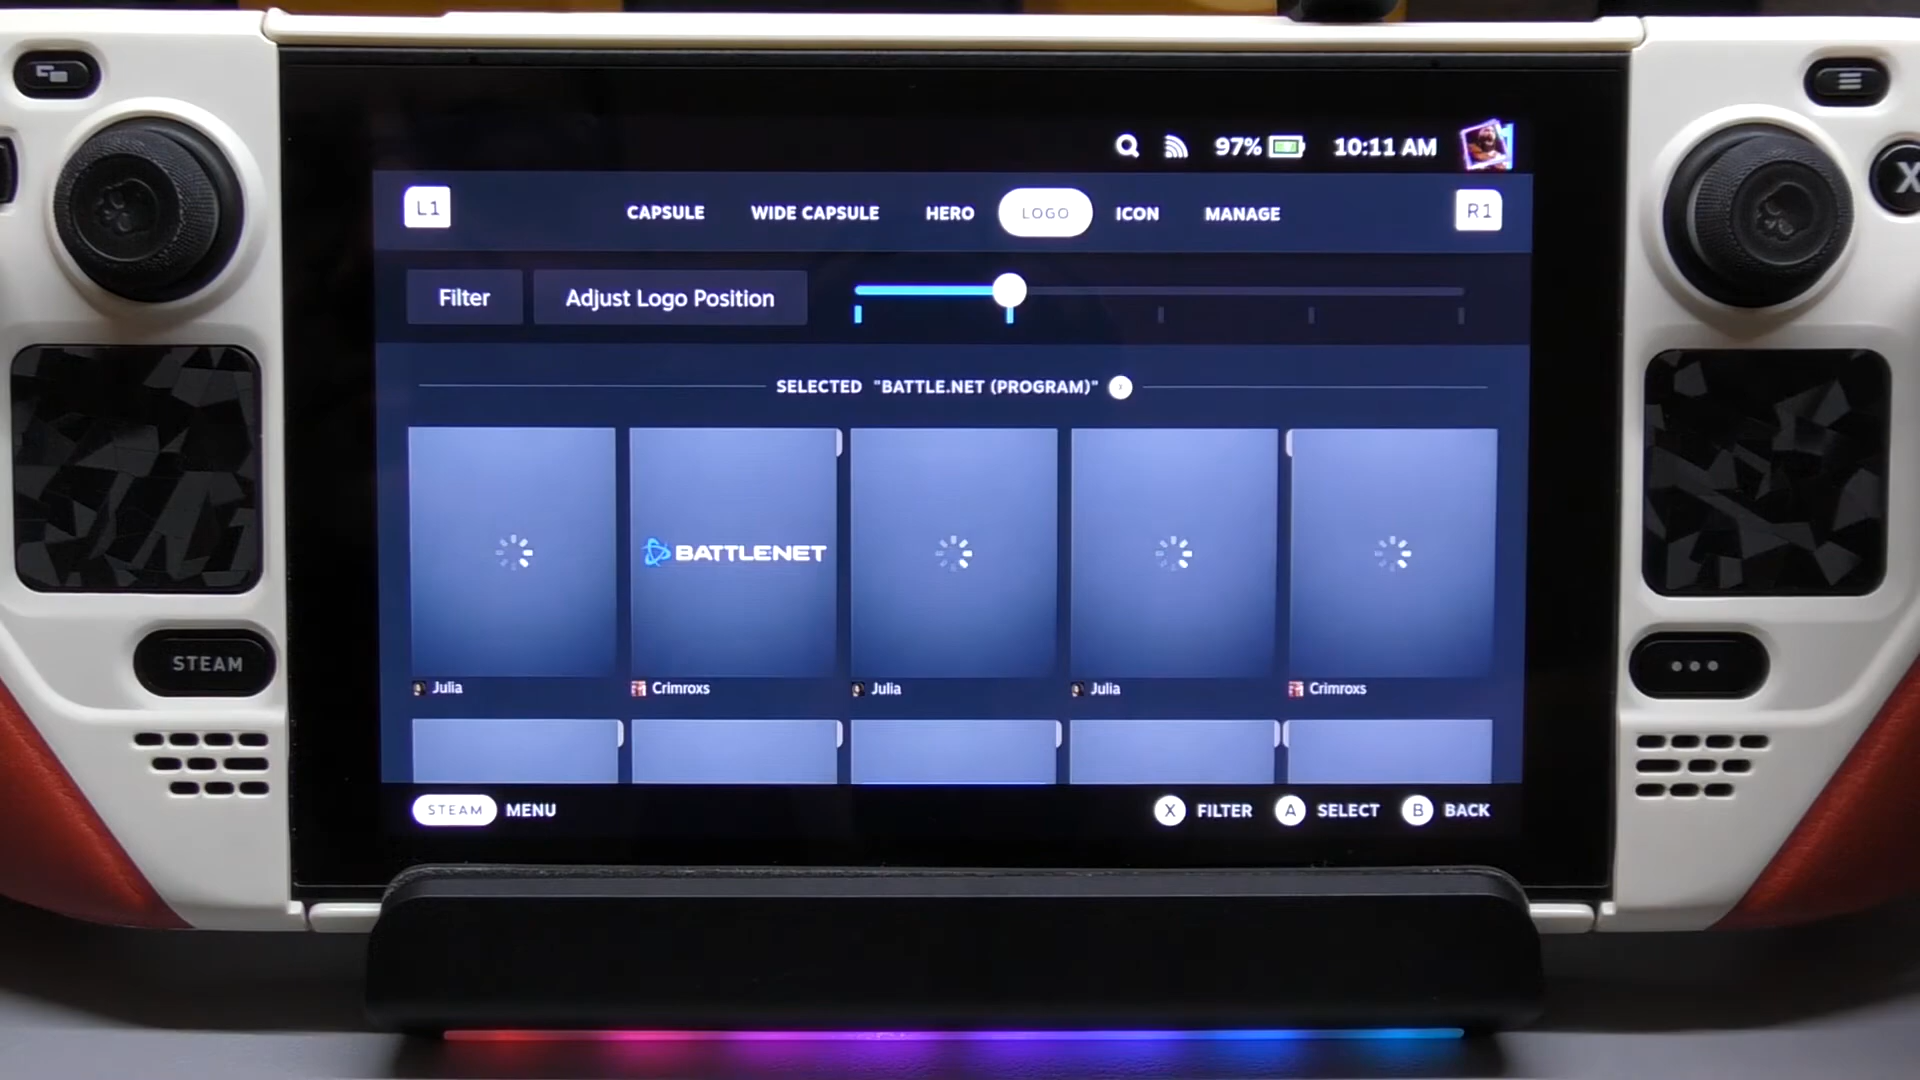 97% 10:11 AM
L1 CAPSULE WIDE CAPSULE HERO LOGO ICON MANAGE R1
X
Filter Adjust Logo Position
SELECTED "BATTLE.NET (PROGRAM)"
BATTLENET
STEAM
Julia Crimroxs Julia Julia Crimroxs
STEAM MENU X FILTER A SELECT B BACK